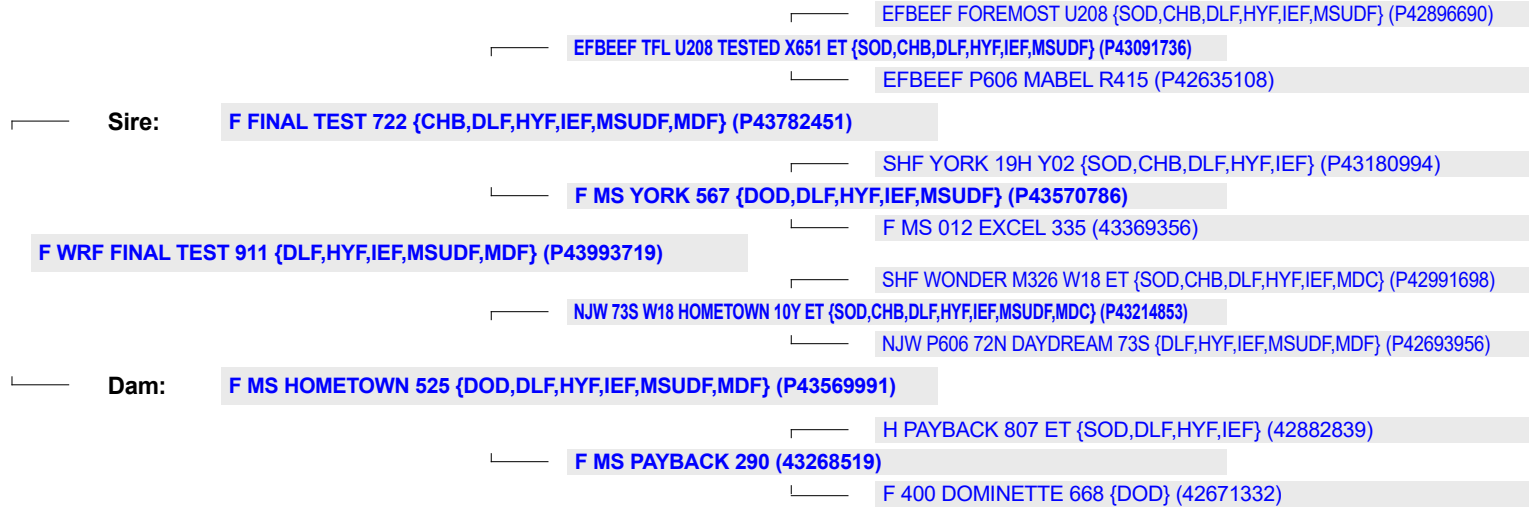 EFBEEF FOREMOST U208 {SOD,CHB,DLF,HYF,IEF,MSUDF} (P42896690)
EFBEEF TFL U208 TESTED X651 ET {SOD,CHB,DLF,HYF,IEF,MSUDF} (P43091736)
EFBEEF P606 MABEL R415 (P42635108)
Sire: F FINAL TEST 722 {CHB,DLF,HYF,IEF,MSUDF,MDF} (P43782451)
SHF YORK 19H Y02 {SOD,CHB,DLF,HYF,IEF} (P43180994)
F MS YORK 567 {DOD,DLF,HYF,IEF,MSUDF} (P43570786)
F MS 012 EXCEL 335 (43369356)
F WRF FINAL TEST 911 {DLF,HYF,IEF,MSUDF,MDF} (P43993719)
SHF WONDER M326 W18 ET {SOD,CHB,DLF,HYF,IEF,MDC} (P42991698)
NJW 73S W18 HOMETOWN 10Y ET {SOD,CHB,DLF,HYF,IEF,MSUDF,MDC} (P43214853)
NJW P606 72N DAYDREAM 73S {DLF,HYF,IEF,MSUDF,MDF} (P42693956)
Dam: F MS HOMETOWN 525 {DOD,DLF,HYF,IEF,MSUDF,MDF} (P43569991)
H PAYBACK 807 ET {SOD,DLF,HYF,IEF} (42882839)
F MS PAYBACK 290 (43268519)
F 400 DOMINETTE 668 {DOD} (42671332)